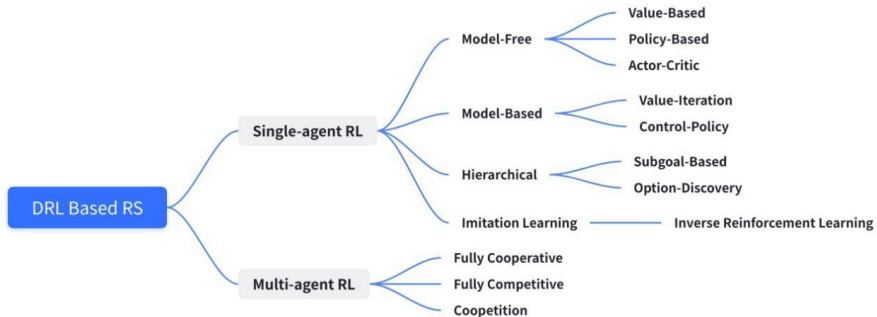 DRL Based RS
Single-agent RL
Model-Free
Value-Based
Policy-Based
Actor-Critic
Model-Based
Value-Iteration
Control-Policy
Hierarchical
Subgoal-Based
Option-Discovery
Imitation Learning
Inverse Reinforcement Learning
Multi-agent RL
Fully Cooperative
Fully Competitive
Coopetition